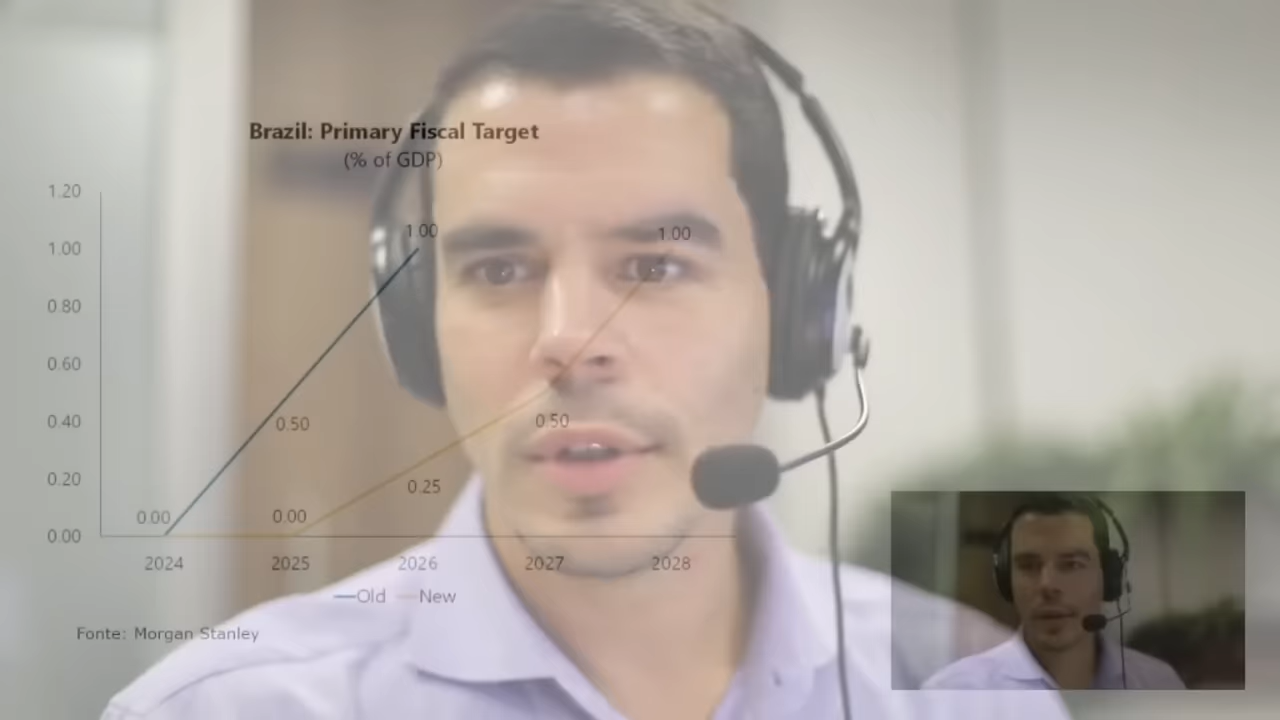 Brazil: Primary Fiscal Target
(% of GDP)
1.20
1.00
0.80
0.60
0.40
0.20
0.00
1.00
1.00
0.50
0.50
0.25
0.00
0.00
2024 2025 2026 2027 2028
Old New
Fonte: Morgan Stanley